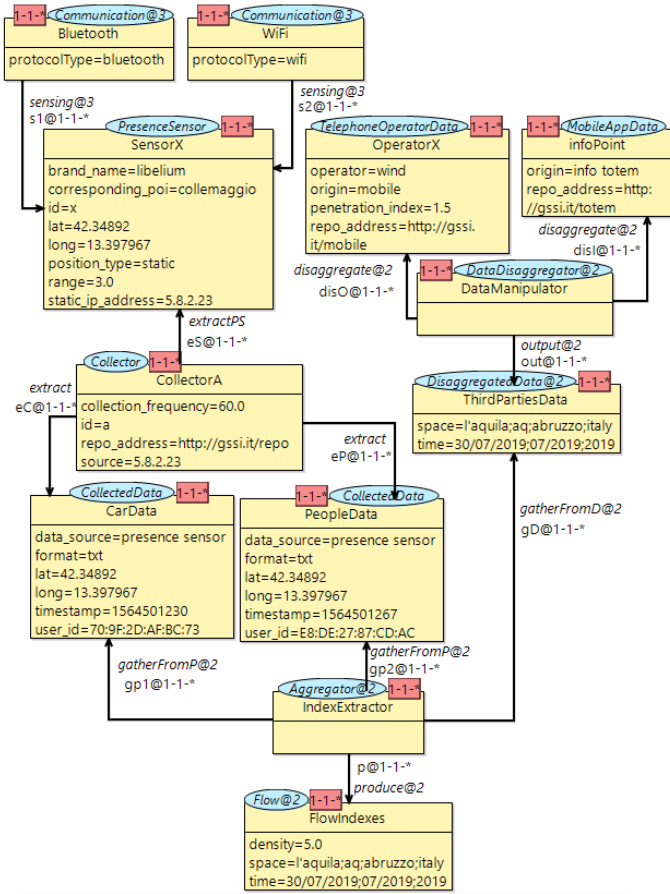 1-1-* Communication@3
Bluetooth
protocolType=bluetooth
1-1-* Communication@3
WiFi
protocolType=wifi
sensing@3
s1@1-1-*
sensing@3
s2@1-1-*
PresenceSensor 1-1-*
SensorX
brand_name=libelium
corresponding_poi=collemaggio
id=x
lat=42.34892
long=13.397967
position_type=static
range=3.0
static_ip_address=5.8.2.23
TelephoneOperatorData 1-1-*
OperatorX
operator=wind
origin=mobile
penetration_index=1.5
repo_address=http://gssi.
it/mobile
MobileAppData 1-1-*
infoPoint
origin=info totem
repo_address=http:
//gssi.it/totem
disaggregate@2
disO@1-1-*
disaggregate@2
disI@1-1-*
1-1-* DataDisaggregator@2
DataManipulator
extractPS
eS@1-1-*
output@2
out@1-1-*
Collector 1-1-*
CollectorA
collection_frequency=60.0
id=a
repo_address=http://gssi.it/repo
source=5.8.2.23
DisaggregatedData@2 1-1-*
ThirdPartiesData
space=l'aquila;aq;abruzzo;italy
time=30/07/2019;07/2019;2019
extract
eC@1-1-*
extract
eP@1-1-*
CollectedData 1-1-*
CarData
data_source=presence sensor
format=txt
lat=42.34892
long=13.397967
timestamp=1564501230
user_id=70:9F:2D:AF:BC:73
1-1-* CollectedData
PeopleData
data_source=presence sensor
format=txt
lat=42.34892
long=13.397967
timestamp=1564501267
user_id=E8:DE:27:87:CD:AC
gatherFromD@2
gD@1-1-*
gatherFromP@2
gp1@1-1-*
gatherFromP@2
gp2@1-1-*
Aggregator@2 1-1-*
IndexExtractor
p@1-1-*
produce@2
Flow@2 1-1-*
FlowIndexes
density=5.0
space=l'aquila;aq;abruzzo;italy
time=30/07/2019;07/2019;2019